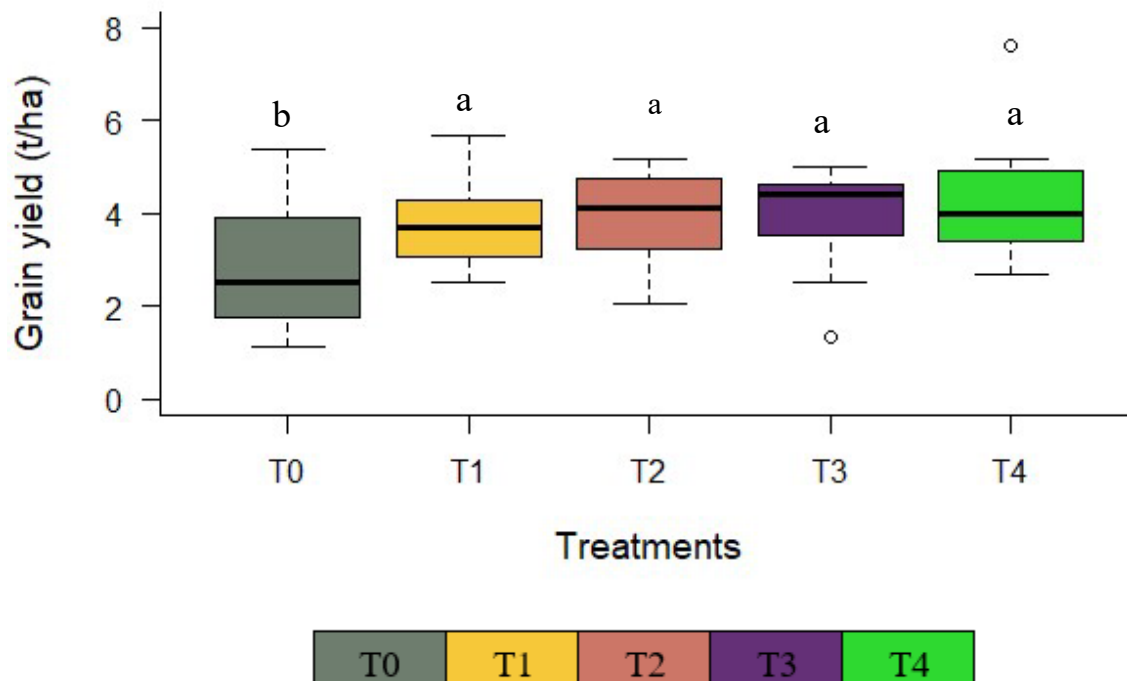 Grain yield (t/ha)
8
6
4
2
0
b a a a a
T0 T1 T2 T3 T4
Treatments
T0 T1 T2 T3 T4